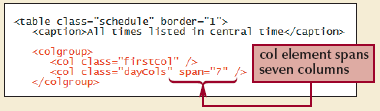 <table class="schedule" border="1">
<caption>All times listed in central time</caption>
<colgroup>
<col class="firstcol" />
<col class="dayCols" span="7" />
</colgroup>
col element spans
seven columns